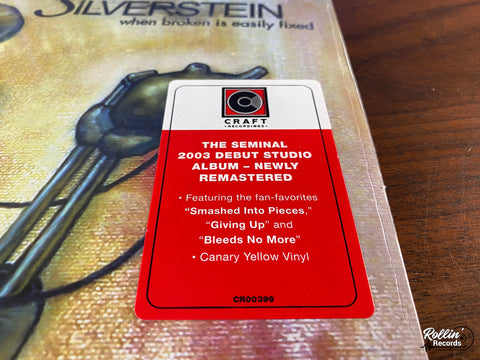 SILVERSTEIN
when broken is easily fixed
CRAFT
• RECORDINGS •
THE SEMINAL
2003 DEBUT STUDIO
ALBUM – NEWLY
REMASTERED
• Featuring the fan-favorites
“Smashed Into Pieces,”
“Giving Up” and
“Bleeds No More”
• Canary Yellow Vinyl
CR00399
Rollin'
Records